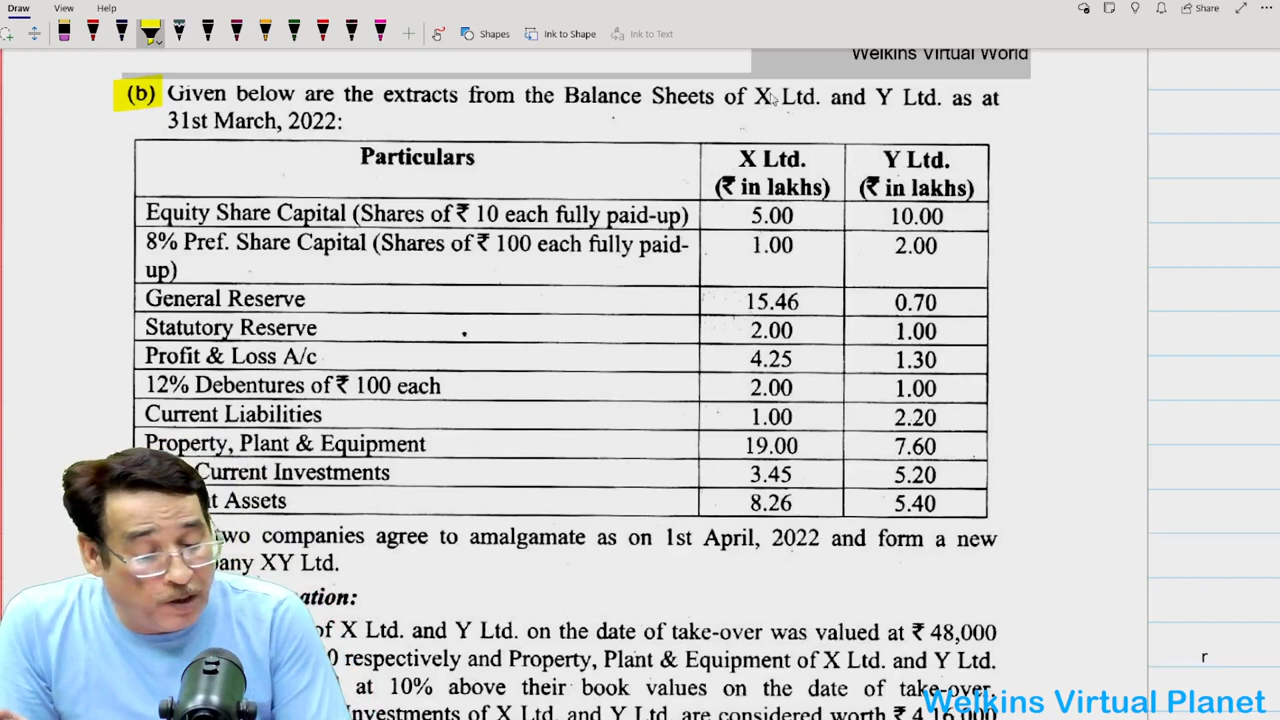 Draw View Help
Shapes Ink to Shape Ink to Text Share
Welkins Virtual World
(b) Given below are the extracts from the Balance Sheets of X Ltd. and Y Ltd. as at
31st March, 2022:
Particulars X Ltd. (₹ in lakhs) Y Ltd. (₹ in lakhs)
Equity Share Capital (Shares of ₹ 10 each fully paid-up) 5.00 10.00
8% Pref. Share Capital (Shares of ₹ 100 each fully paid-
up) 1.00 2.00
General Reserve 15.46 0.70
Statutory Reserve 2.00 1.00
Profit & Loss A/c 4.25 1.30
12% Debentures of ₹ 100 each 2.00 1.00
Current Liabilities 1.00 2.20
Property, Plant & Equipment 19.00 7.60
Current Investments 3.45 5.20
Assets 8.26 5.40
two companies agree to amalgamate as on 1st April, 2022 and form a new
XY Ltd.
of X Ltd. and Y Ltd. on the date of take-over was valued at ₹ 48,000
0 respectively and Property, Plant & Equipment of X Ltd. and Y Ltd.
at 10% above their book values on the date of take-over.
of X Ltd. and Y Ltd. are considered worth ₹ 4,16,000
r
Welkins Virtual Planet